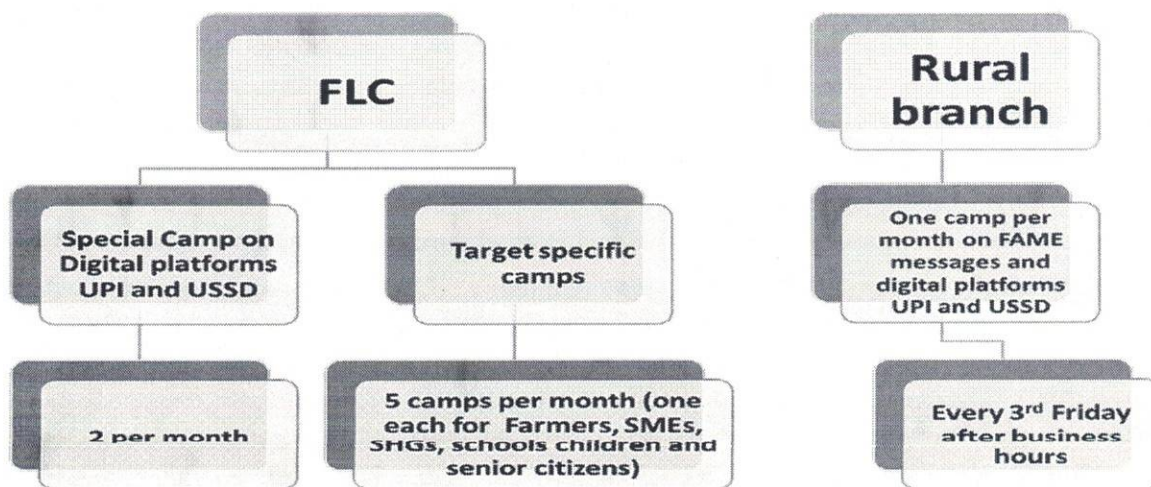 FLC
Special Camp on
Digital platforms
UPI and USSD
2 per month
Target specific
camps
5 camps per month (one
each for Farmers, SMEs,
SHGs, schools children and
senior citizens)
Rural
branch
One camp per
month on FAME
messages and
digital platforms
UPI and USSD
Every 3rd Friday
after business
hours